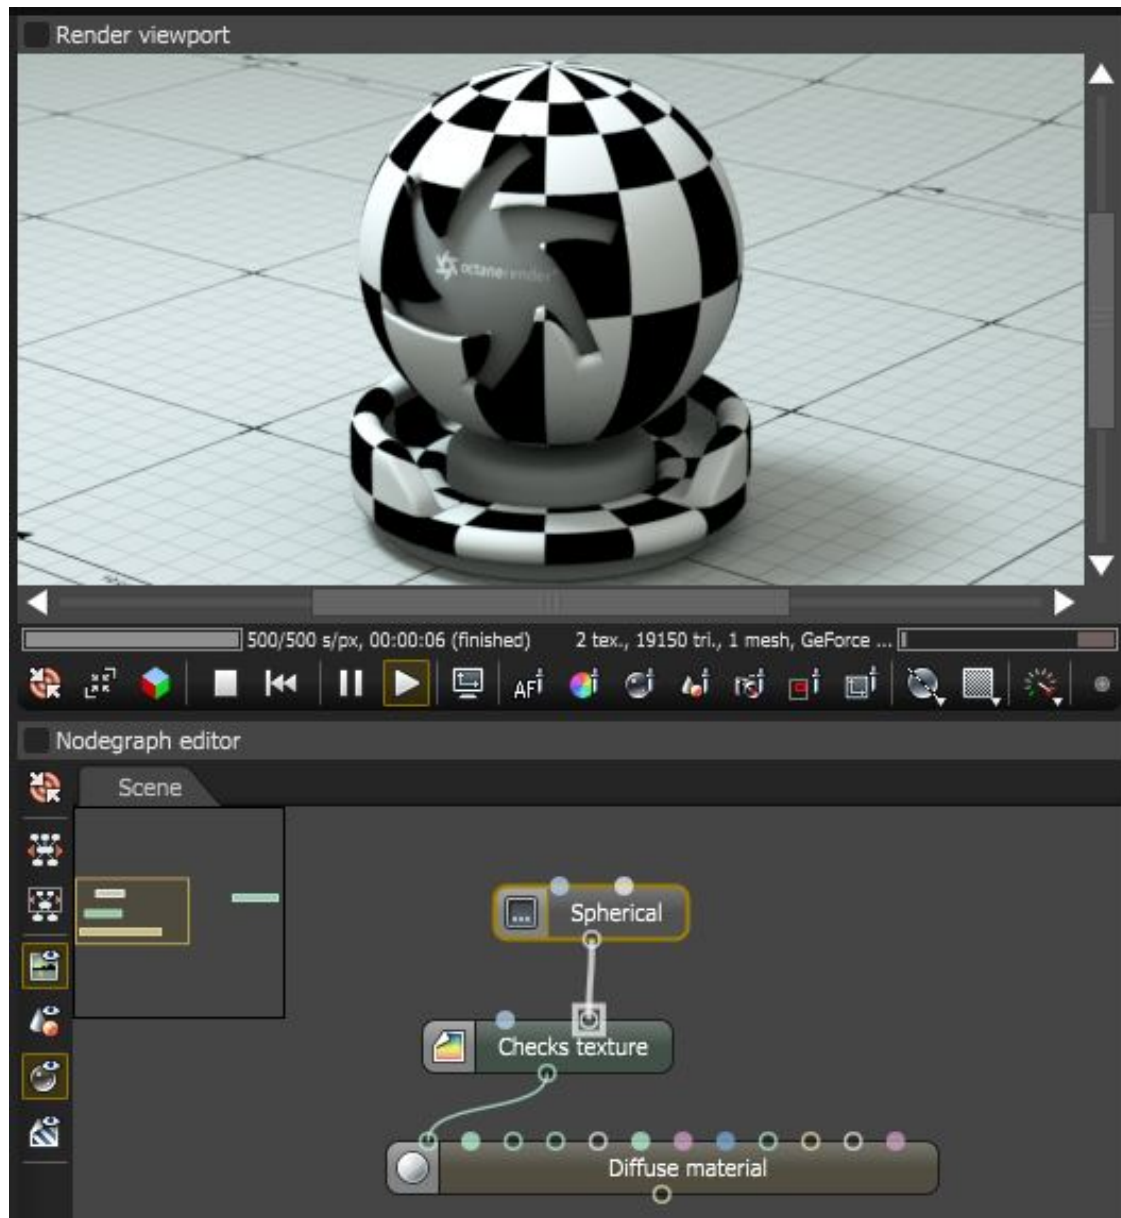 Render viewport
octanerender
500/500 s/px, 00:00:06 (finished) 2 tex., 19150 tri., 1 mesh, GeForce ...
AFi
Nodegraph editor
Scene
Spherical
Checks texture
Diffuse material